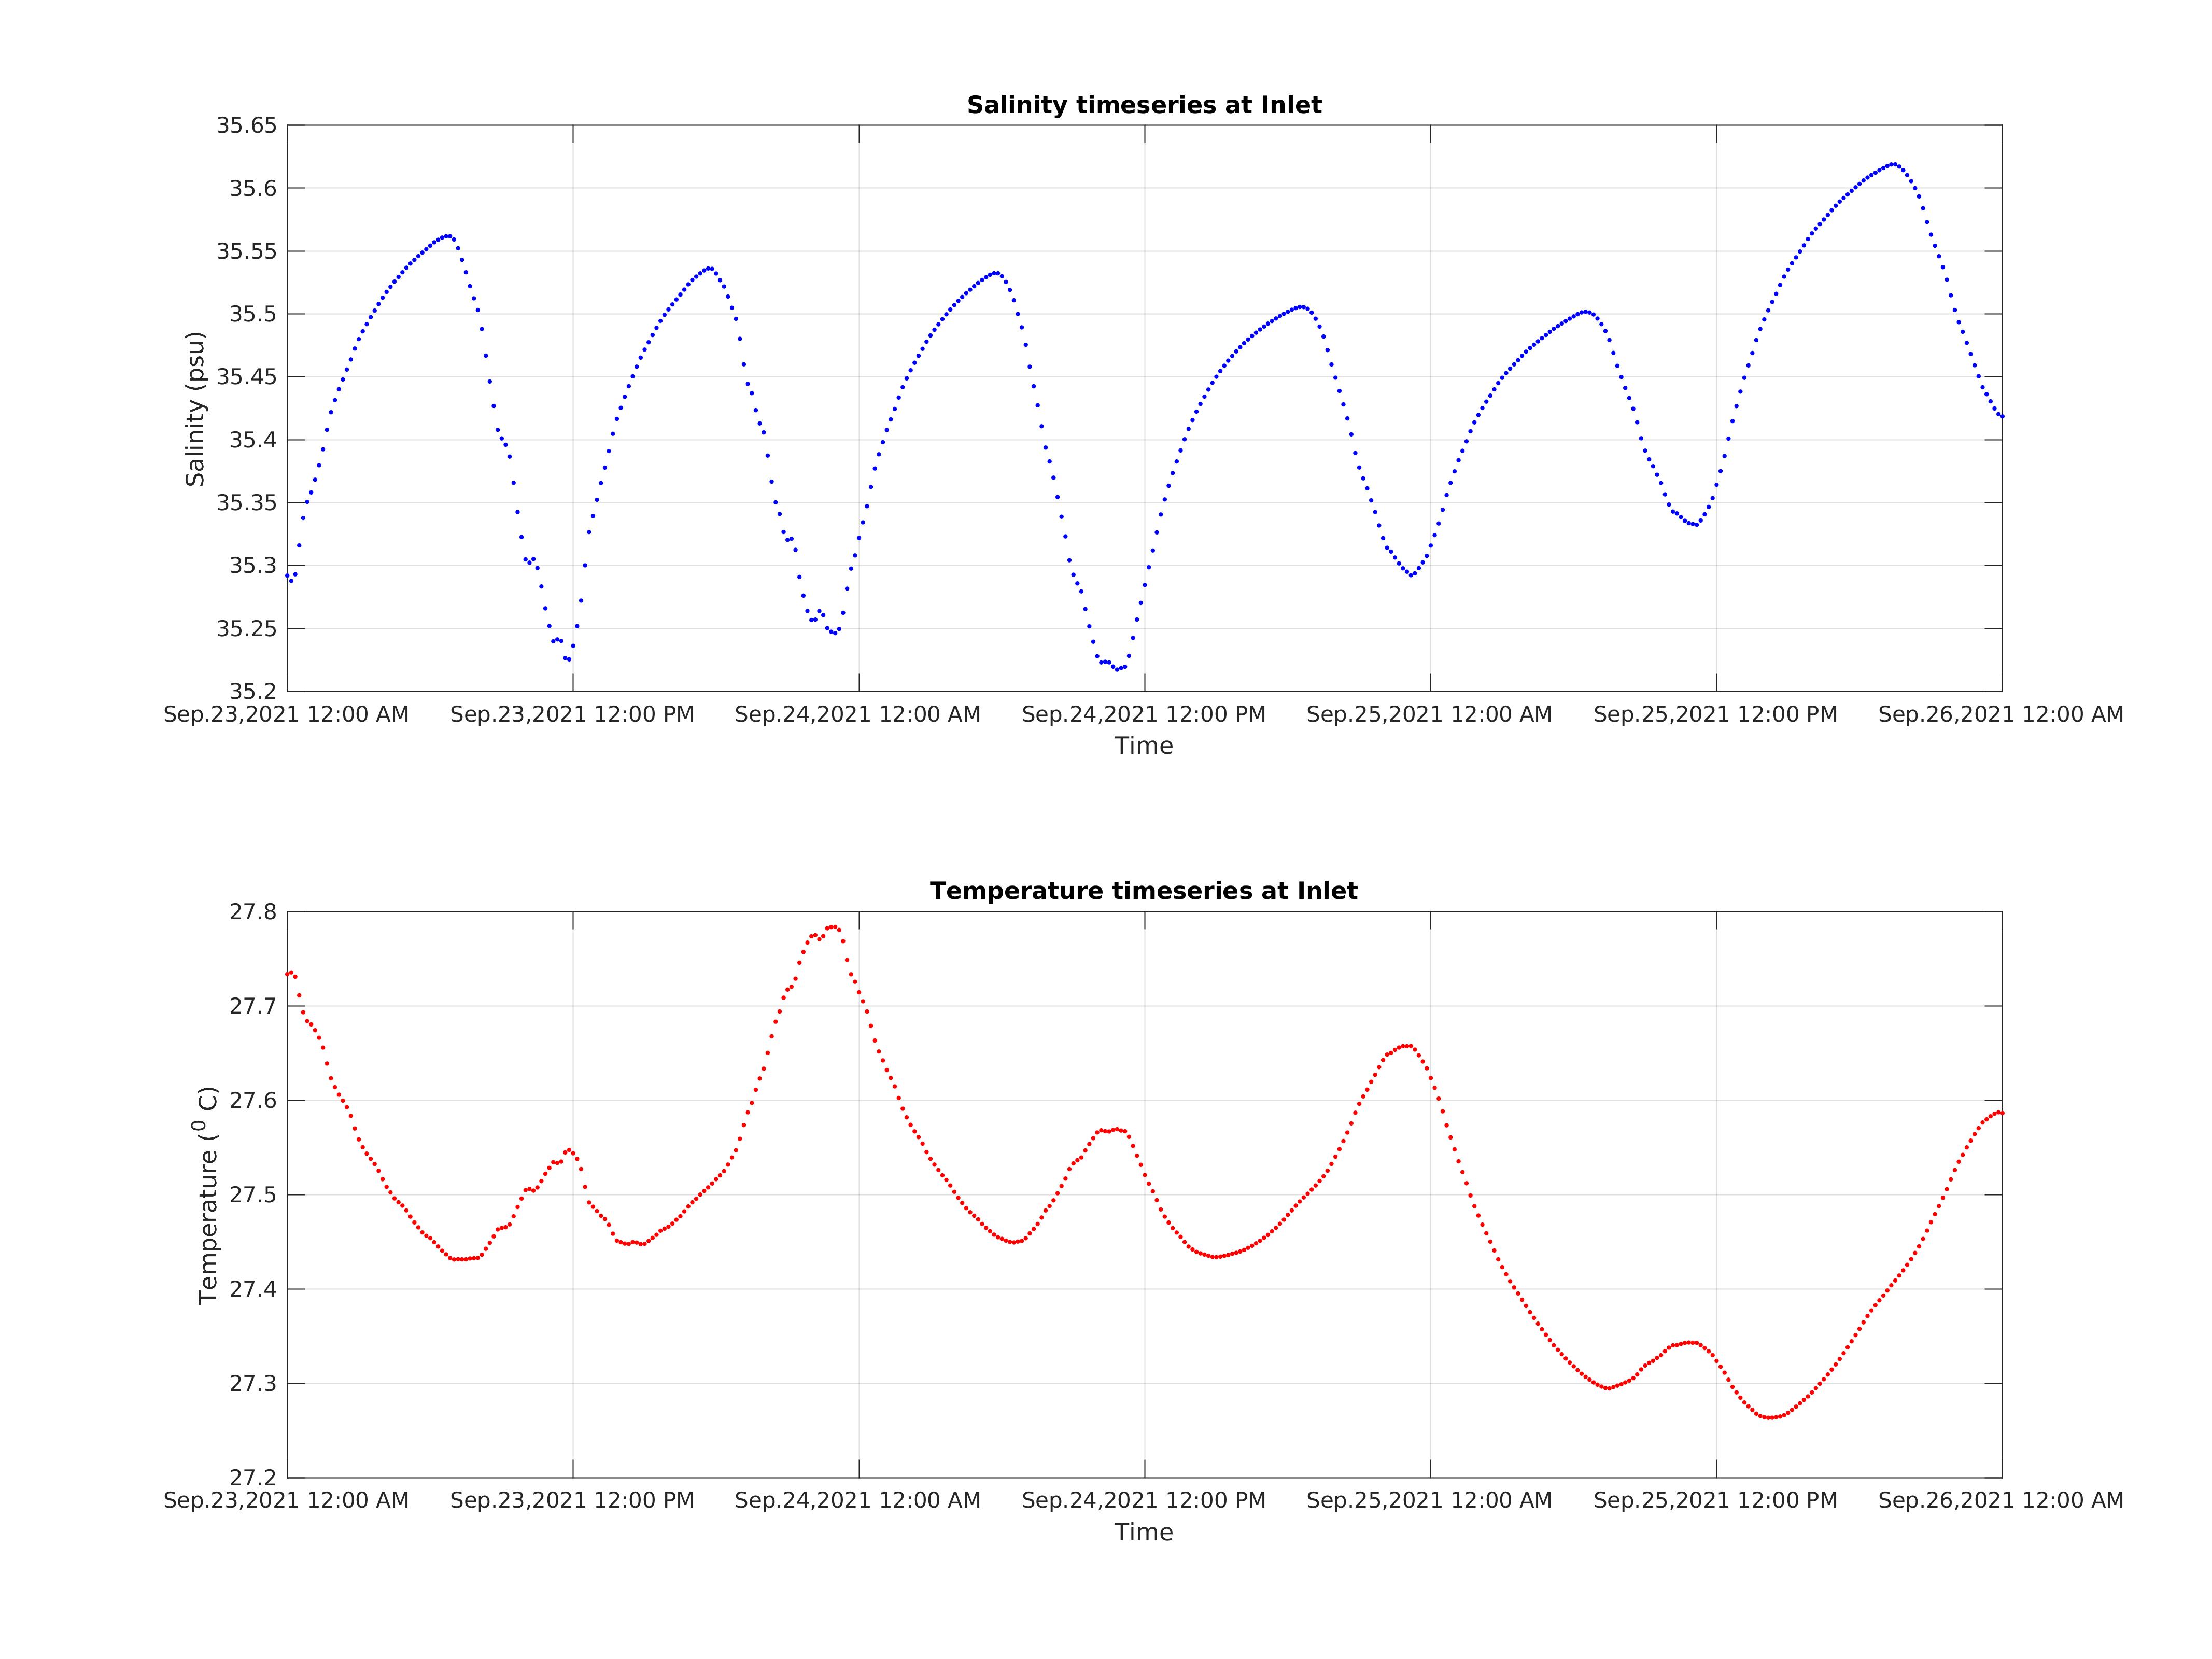 Salinity timeseries at Inlet
35.65
35.6
35.55
35.5
35.45
35.4
35.35
35.3
35.25
35.2
Salinity (psu)
Sep.23,2021 12:00 AM Sep.23,2021 12:00 PM Sep.24,2021 12:00 AM Sep.24,2021 12:00 PM Sep.25,2021 12:00 AM Sep.25,2021 12:00 PM Sep.26,2021 12:00 AM
Time
Temperature timeseries at Inlet
27.8
27.7
27.6
27.5
27.4
27.3
27.2
Temperature (⁰ C)
Sep.23,2021 12:00 AM Sep.23,2021 12:00 PM Sep.24,2021 12:00 AM Sep.24,2021 12:00 PM Sep.25,2021 12:00 AM Sep.25,2021 12:00 PM Sep.26,2021 12:00 AM
Time